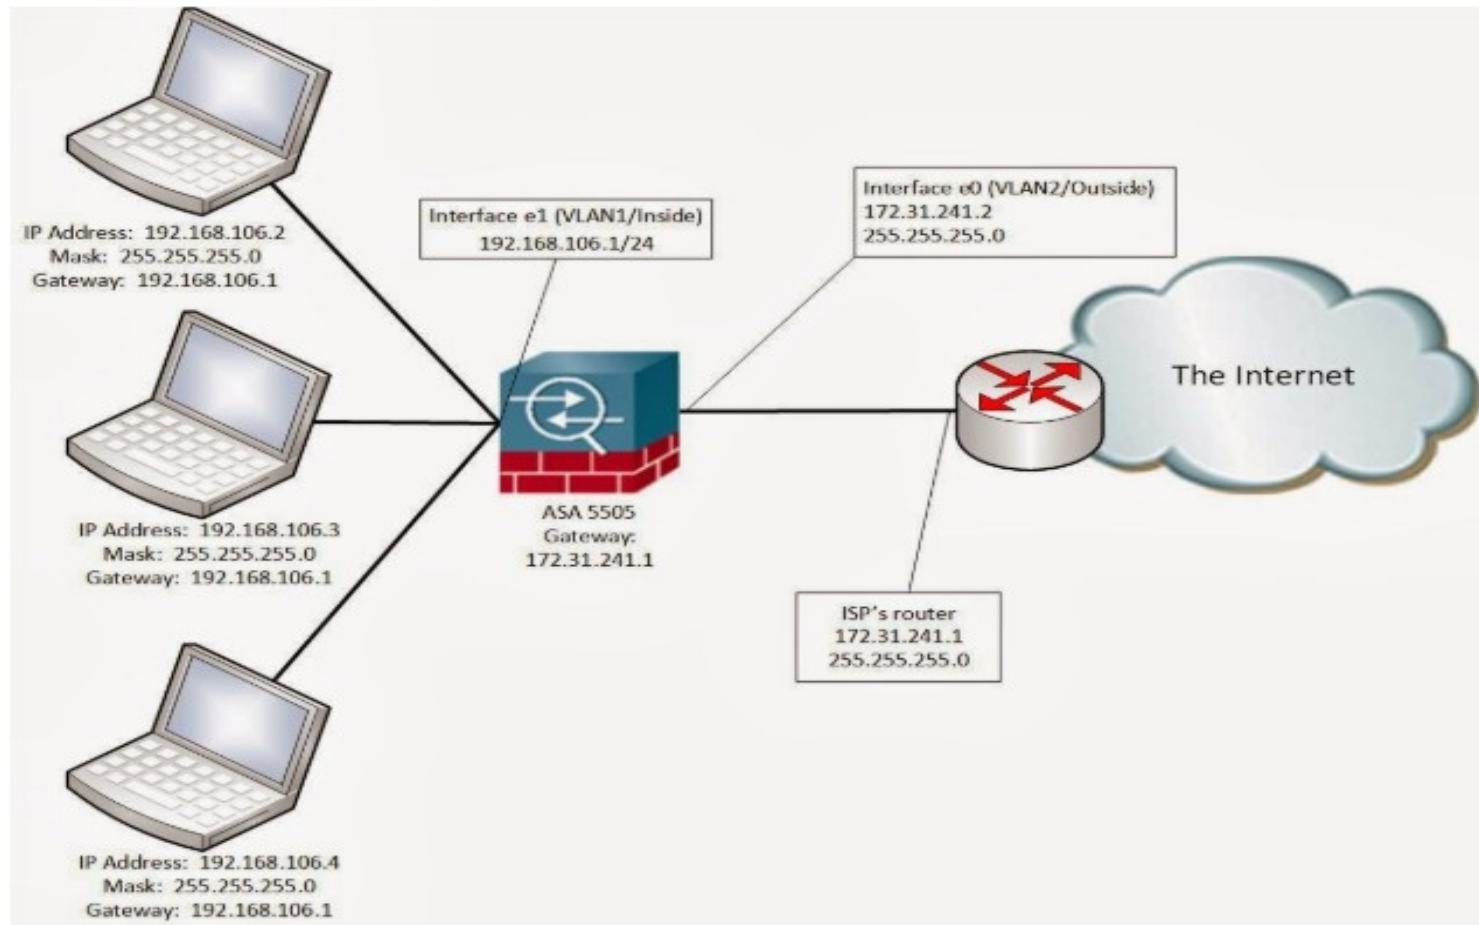 IP Address: 192.168.106.2
Mask: 255.255.255.0
Gateway: 192.168.106.1
Interface e1 (VLAN1/Inside)
192.168.106.1/24
Interface e0 (VLAN2/Outside)
172.31.241.2
255.255.255.0
The Internet
IP Address: 192.168.106.3
Mask: 255.255.255.0
Gateway: 192.168.106.1
ASA 5505
Gateway:
172.31.241.1
ISP's router
172.31.241.1
255.255.255.0
IP Address: 192.168.106.4
Mask: 255.255.255.0
Gateway: 192.168.106.1